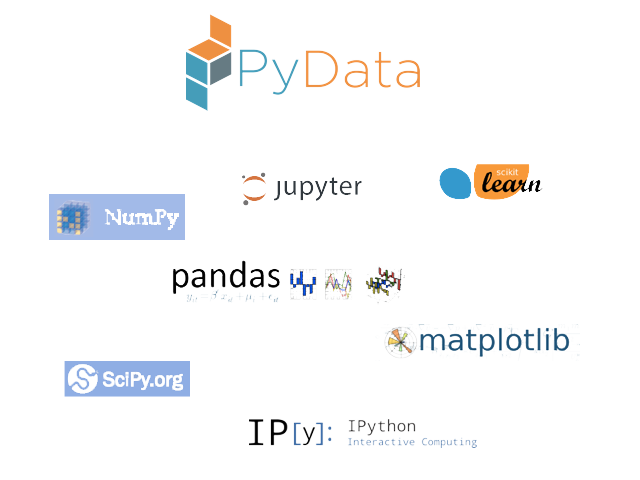 PyData
jupyter
scikit
learn
NumPy
pandas
matplotlib
SciPy.org
IP[y]:
IPython
Interactive Computing